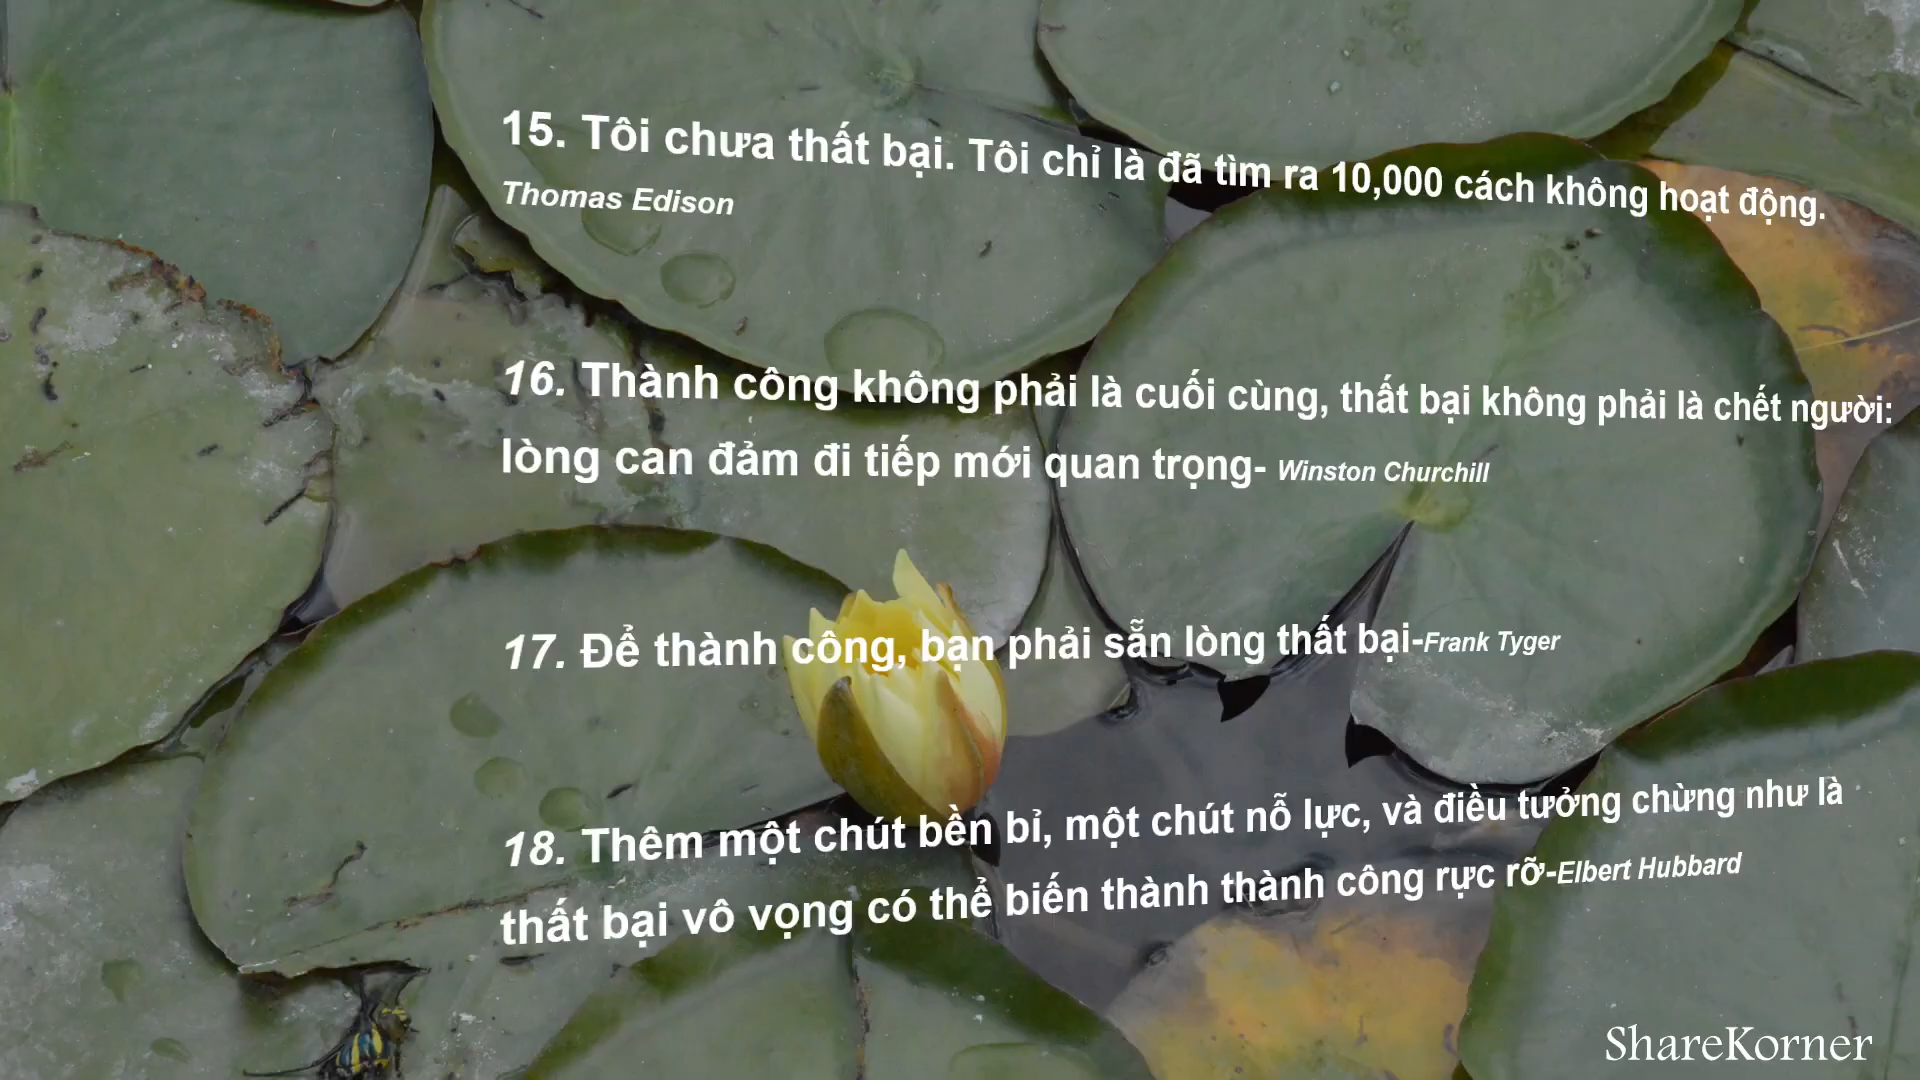 15. Tôi chưa thất bại. Tôi chỉ là đã tìm ra 10,000 cách không hoạt động.
Thomas Edison
16. Thành công không phải là cuối cùng, thất bại không phải là chết người:
lòng can đảm đi tiếp mới quan trọng- Winston Churchill
17. Để thành công, bạn phải sẵn lòng thất bại-Frank Tyger
18. Thêm một chút bền bỉ, một chút nỗ lực, và điều tưởng chừng như là
thất bại vô vọng có thể biến thành thành công rực rỡ-Elbert Hubbard
ShareKorner